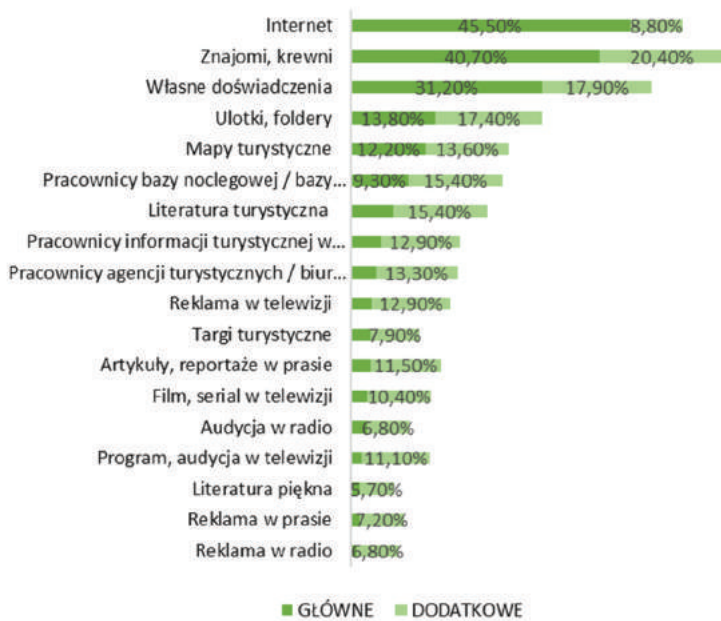 Internet 45,50% 8,80%
Znajomi, krewni 40,70% 20,40%
Własne doświadczenia 31,20% 17,90%
Ulotki, foldery 13,80% 17,40%
Mapy turystyczne 12,20% 13,60%
Pracownicy bazy noclegowej / bazy... 9,30% 15,40%
Literatura turystyczna 15,40%
Pracownicy informacji turystycznej w... 12,90%
Pracownicy agencji turystycznych / biur... 13,30%
Reklama w telewizji 12,90%
Targi turystyczne 7,90%
Artykuły, reportaże w prasie 11,50%
Film, serial w telewizji 10,40%
Audycja w radio 6,80%
Program, audycja w telewizji 11,10%
Literatura piękna 5,70%
Reklama w prasie 7,20%
Reklama w radio 6,80%
GŁÓWNE DODATKOWE